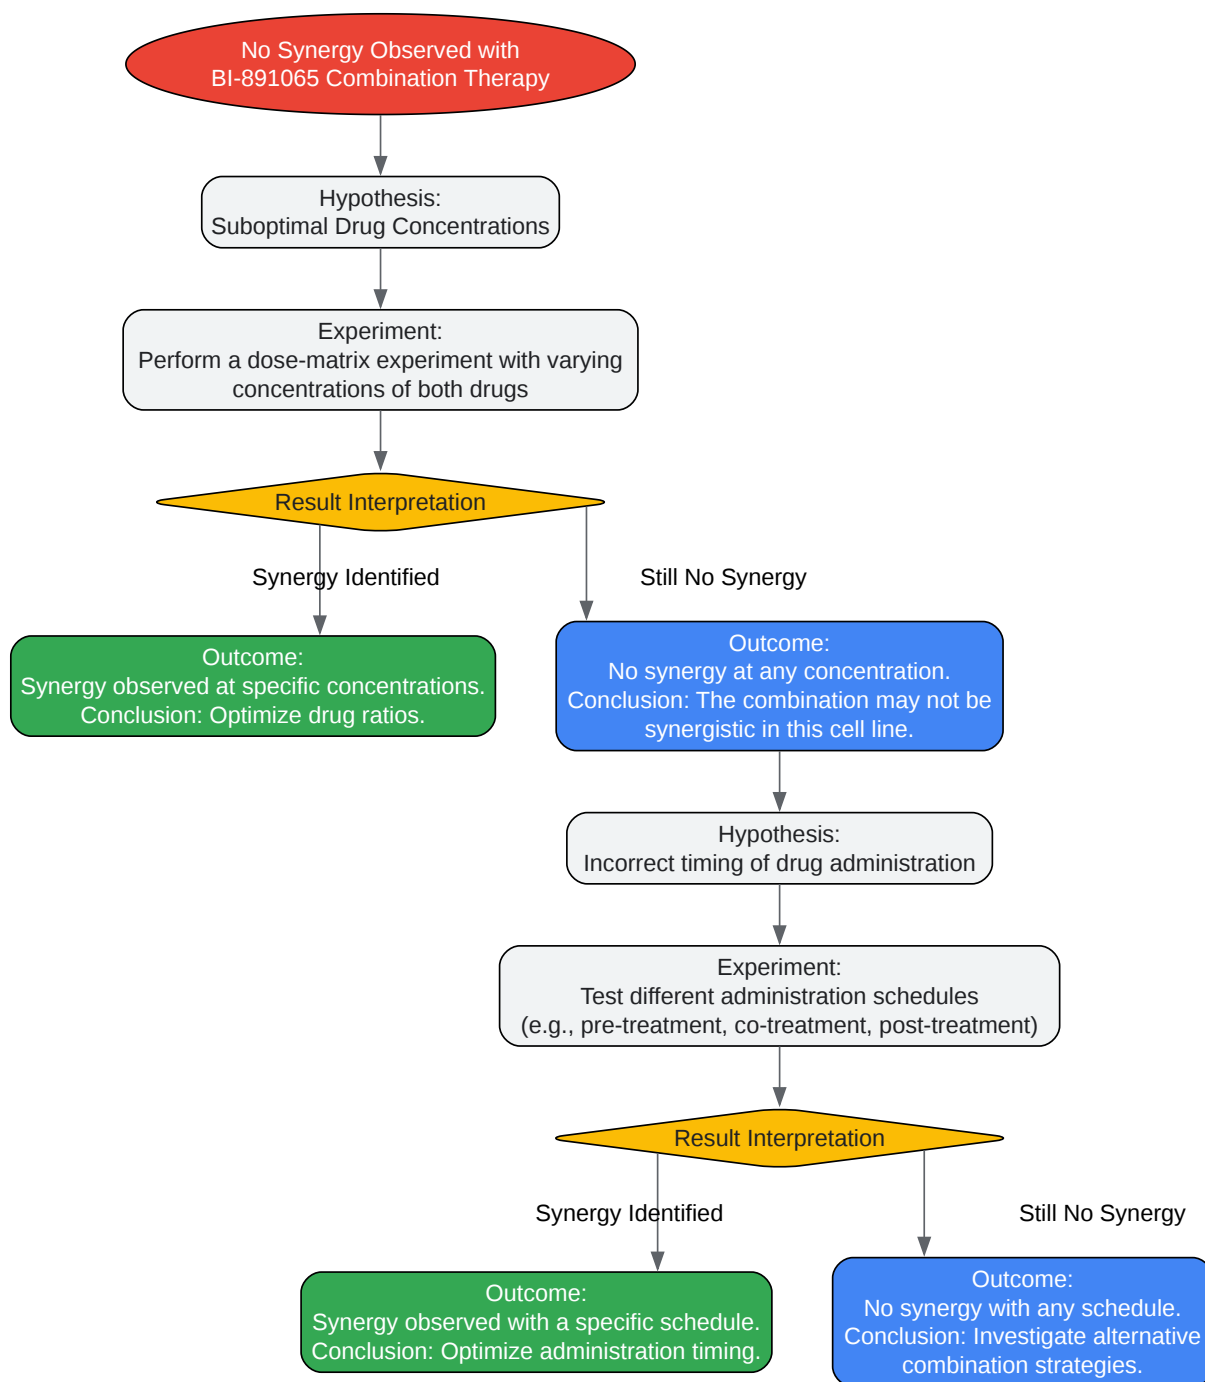 No Synergy Observed with
BI-891065 Combination Therapy
Hypothesis:
Suboptimal Drug Concentrations
Experiment:
Perform a dose-matrix experiment with varying
concentrations of both drugs
Result Interpretation
Synergy Identified
Still No Synergy
Outcome:
Synergy observed at specific concentrations.
Conclusion: Optimize drug ratios.
Outcome:
No synergy at any concentration.
Conclusion: The combination may not be
synergistic in this cell line.
Hypothesis:
Incorrect timing of drug administration
Experiment:
Test different administration schedules
(e.g., pre-treatment, co-treatment, post-treatment)
Result Interpretation
Synergy Identified
Still No Synergy
Outcome:
Synergy observed with a specific schedule.
Conclusion: Optimize administration timing.
Outcome:
No synergy with any schedule.
Conclusion: Investigate alternative
combination strategies.